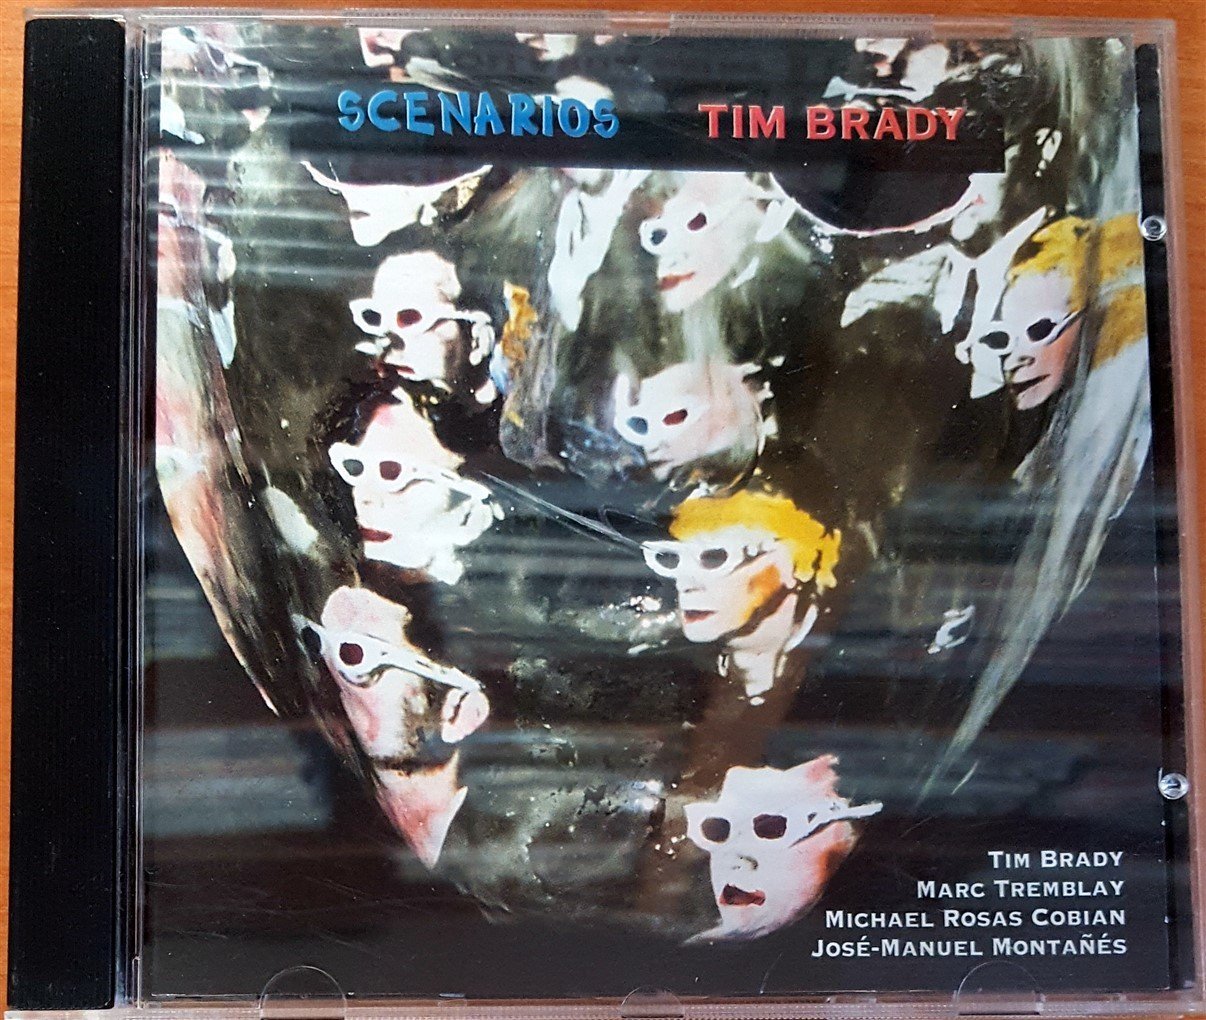 SCENARIOS TIM BRADY
TIM BRADY
MARC TREMBLAY
MICHAEL ROSAS COBIAN
JOSÉ-MANUEL MONTAÑÉS